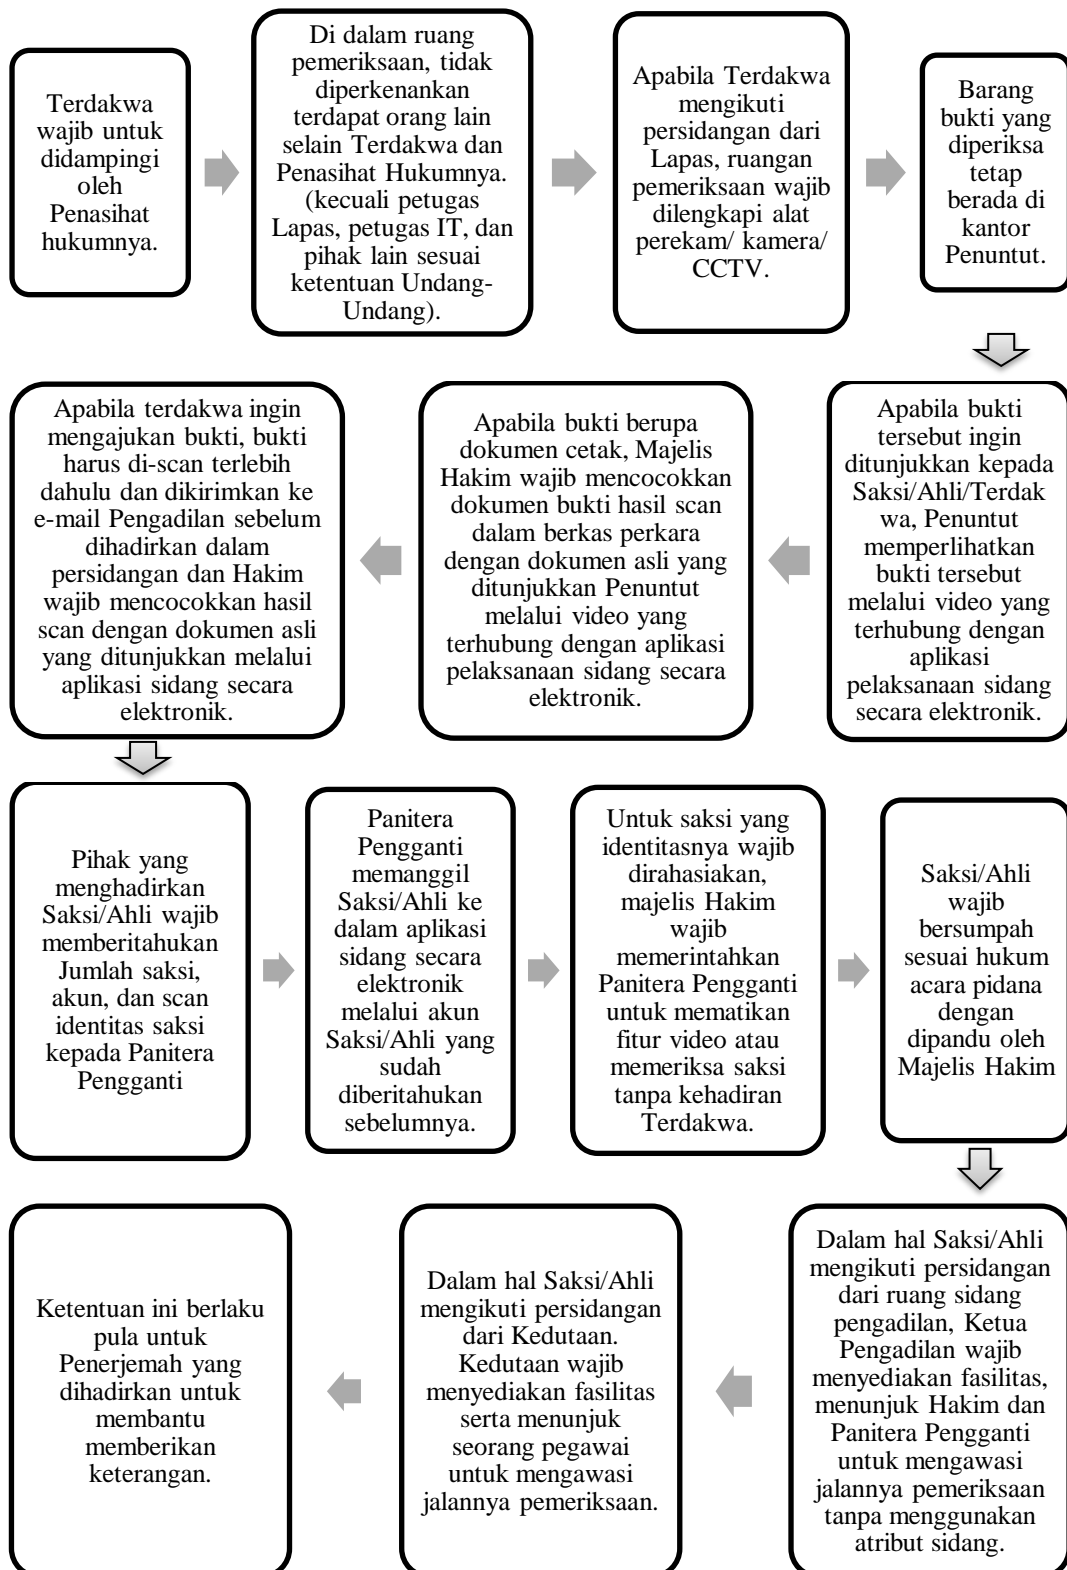 Terdakwa
wajib untuk
didampingi
oleh
Penasihat
hukumnya.
Di dalam ruang
pemeriksaan, tidak
diperkenankan
terdapat orang lain
selain Terdakwa dan
Penasihat Hukumnya.
(kecuali petugas
Lapas, petugas IT, dan
pihak lain sesuai
ketentuan Undang-
Undang).
Apabila Terdakwa
mengikuti
persidangan dari
Lapas, ruangan
pemeriksaan wajib
dilengkapi alat
perekam/ kamera/
CCTV.
Barang
bukti yang
diperiksa
tetap
berada di
kantor
Penuntut.
Apabila bukti
tersebut ingin
ditunjukkan kepada
Saksi/Ahli/Terdak
wa, Penuntut
memperlihatkan
bukti tersebut
melalui video yang
terhubung dengan
aplikasi
pelaksanaan sidang
secara elektronik.
Apabila bukti berupa
dokumen cetak, Majelis
Hakim wajib mencocokkan
dokumen bukti hasil scan
dalam berkas perkara
dengan dokumen asli yang
ditunjukkan Penuntut
melalui video yang
terhubung dengan aplikasi
pelaksanaan sidang secara
elektronik.
Apabila terdakwa ingin
mengajukan bukti, bukti
harus di-scan terlebih
dahulu dan dikirimkan ke
e-mail Pengadilan sebelum
dihadirkan dalam
persidangan dan Hakim
wajib mencocokkan hasil
scan dengan dokumen asli
yang ditunjukkan melalui
aplikasi sidang secara
elektronik.
Pihak yang
menghadirkan
Saksi/Ahli wajib
memberitahukan
Jumlah saksi,
akun, dan scan
identitas saksi
kepada Panitera
Pengganti
Panitera
Pengganti
memanggil
Saksi/Ahli ke
dalam aplikasi
sidang secara
elektronik
melalui akun
Saksi/Ahli yang
sudah
diberitahukan
sebelumnya.
Untuk saksi yang
identitasnya wajib
dirahasiakan,
majelis Hakim
wajib
memerintahkan
Panitera Pengganti
untuk mematikan
fitur video atau
memeriksa saksi
tanpa kehadiran
Terdakwa.
Saksi/Ahli
wajib
bersumpah
sesuai hukum
acara pidana
dengan
dipandu oleh
Majelis Hakim
Dalam hal Saksi/Ahli
mengikuti persidangan
dari ruang sidang
pengadilan, Ketua
Pengadilan wajib
menyediakan fasilitas,
menunjuk Hakim dan
Panitera Pengganti
untuk mengawasi
jalannya pemeriksaan
tanpa menggunakan
atribut sidang.
Dalam hal Saksi/Ahli
mengikuti persidangan
dari Kedutaan.
Kedutaan wajib
menyediakan fasilitas
serta menunjuk
seorang pegawai
untuk mengawasi
jalannya pemeriksaan.
Ketentuan ini berlaku
pula untuk
Penerjemah yang
dihadirkan untuk
membantu
memberikan
keterangan.